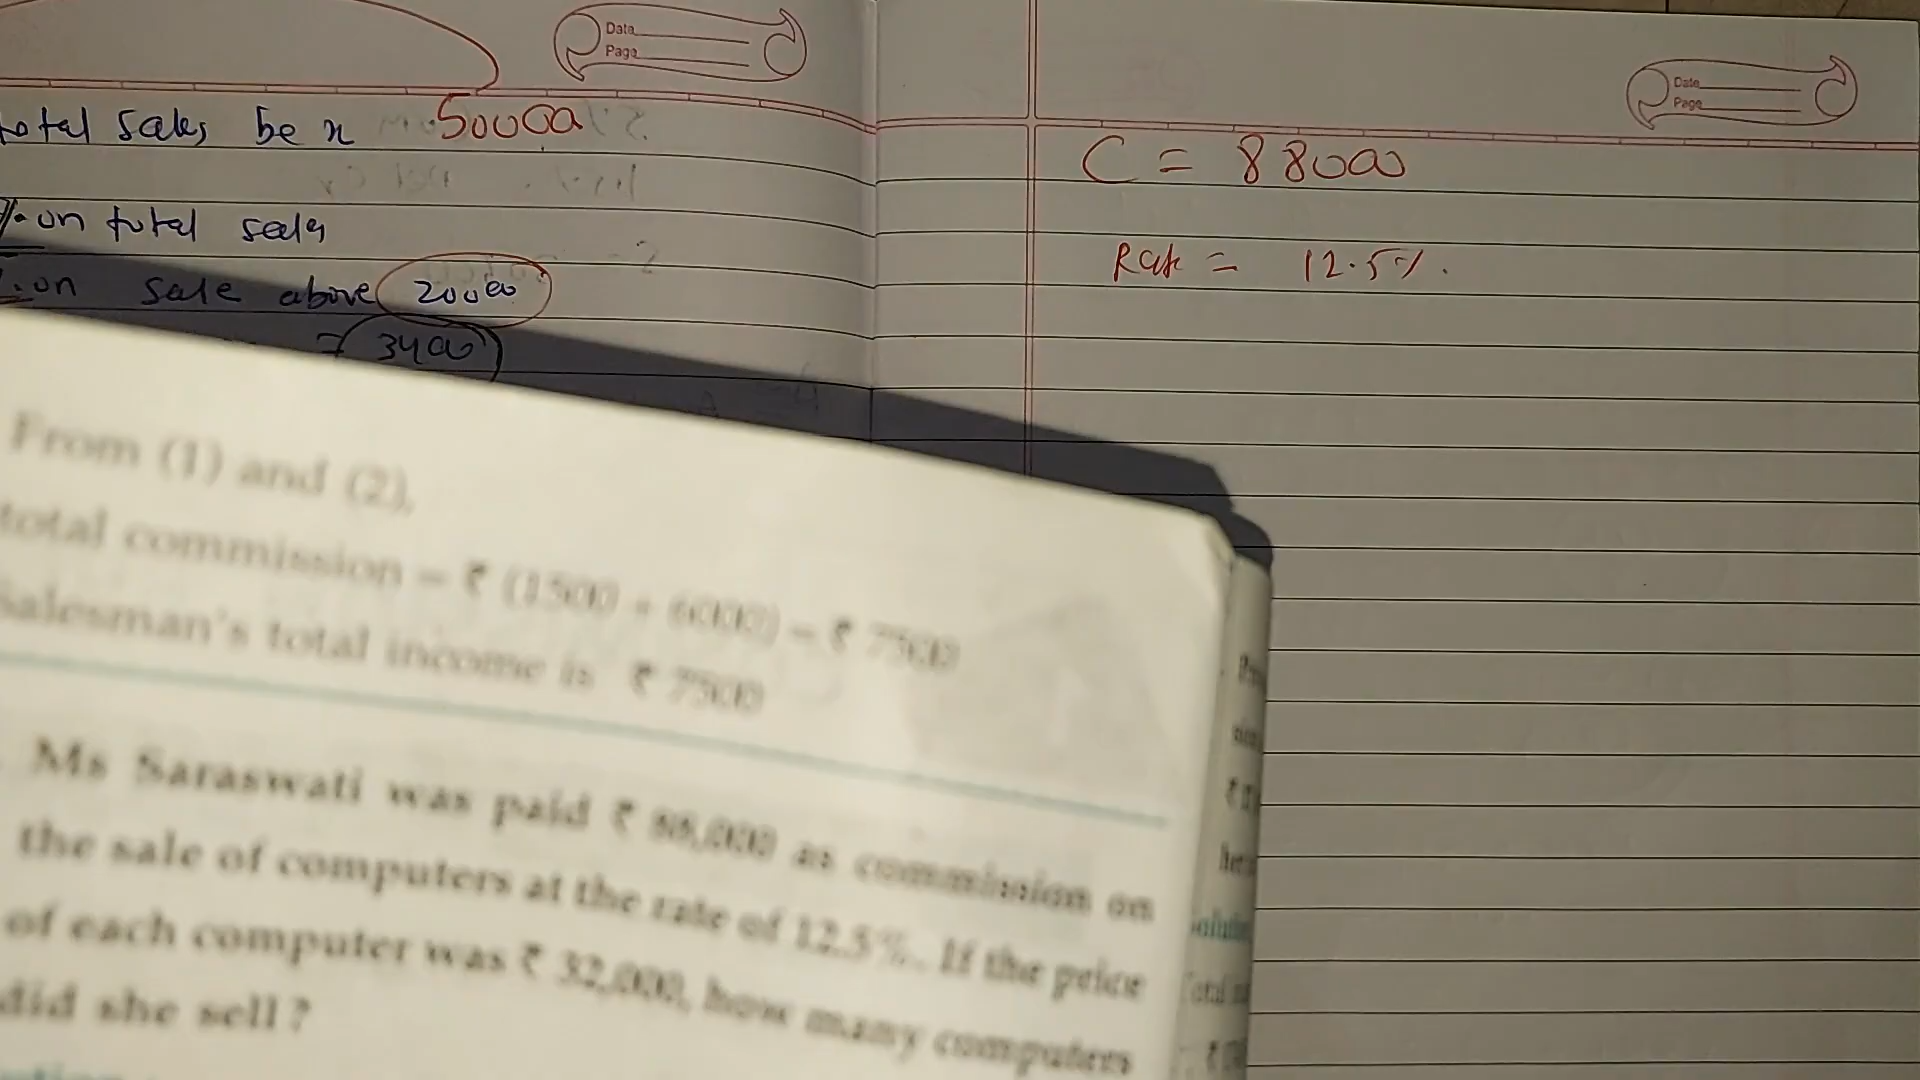 Date
Page
total sales be x 50000
Date
Page
C = 88000
% on total sales
Rate = 12.5%.
on sale above 20000
= 3400
From (1) and (2),
total commission = ₹ (1500 + 6000) = ₹ 7500
Salesman's total income is ₹ 7500
Ms Saraswati was paid ₹ 88,000 as commission on
the sale of computers at the rate of 12.5%. If the price
of each computer was ₹ 32,000, how many computers
did she sell?